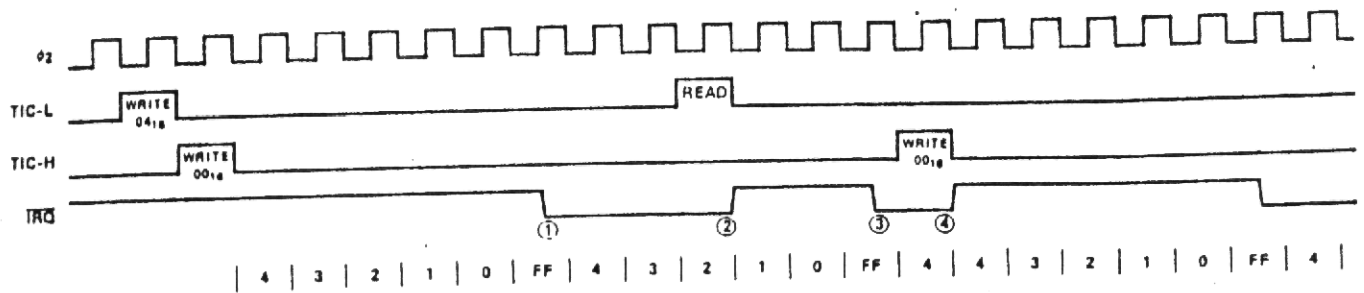 φ2
TIC-L WRITE 04₁₆ READ
TIC-H WRITE 00₁₆ WRITE 00₁₆
IRQ ① ② ③ ④
| 4 | 3 | 2 | 1 | 0 | FF | 4 | 3 | 2 | 1 | 0 | FF | 4 | 4 | 3 | 2 | 1 | 0 | FF | 4 |